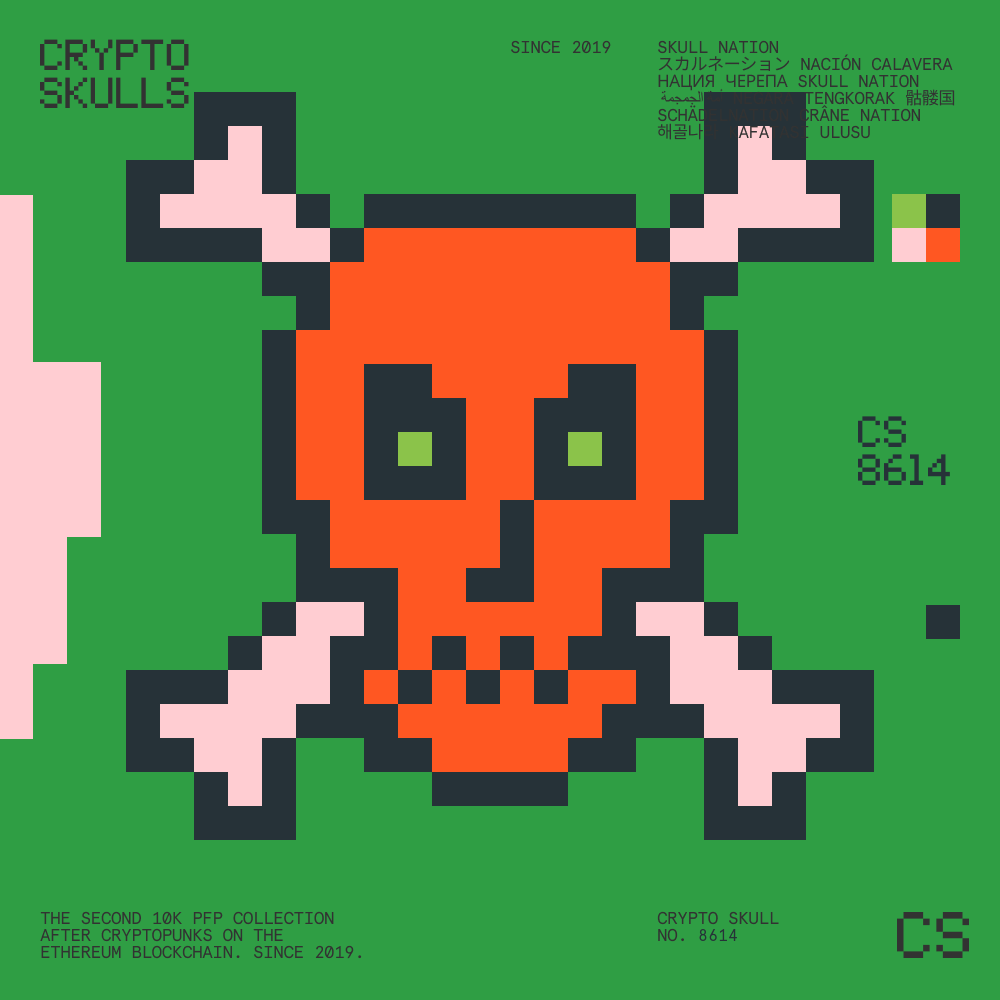 CRYPTO
SKULLS
SINCE 2019
SKULL NATION
スカルネーション NACIÓN CALAVERA
НАЦИЯ ЧЕРЕПА SKULL NATION
TENGKORAK 骷髅国
CRÂNE NATION
ULUSU
CS
8614
THE SECOND 10K PFP COLLECTION
AFTER CRYPTOPUNKS ON THE
ETHEREUM BLOCKCHAIN. SINCE 2019.
CRYPTO SKULL
NO. 8614
CS